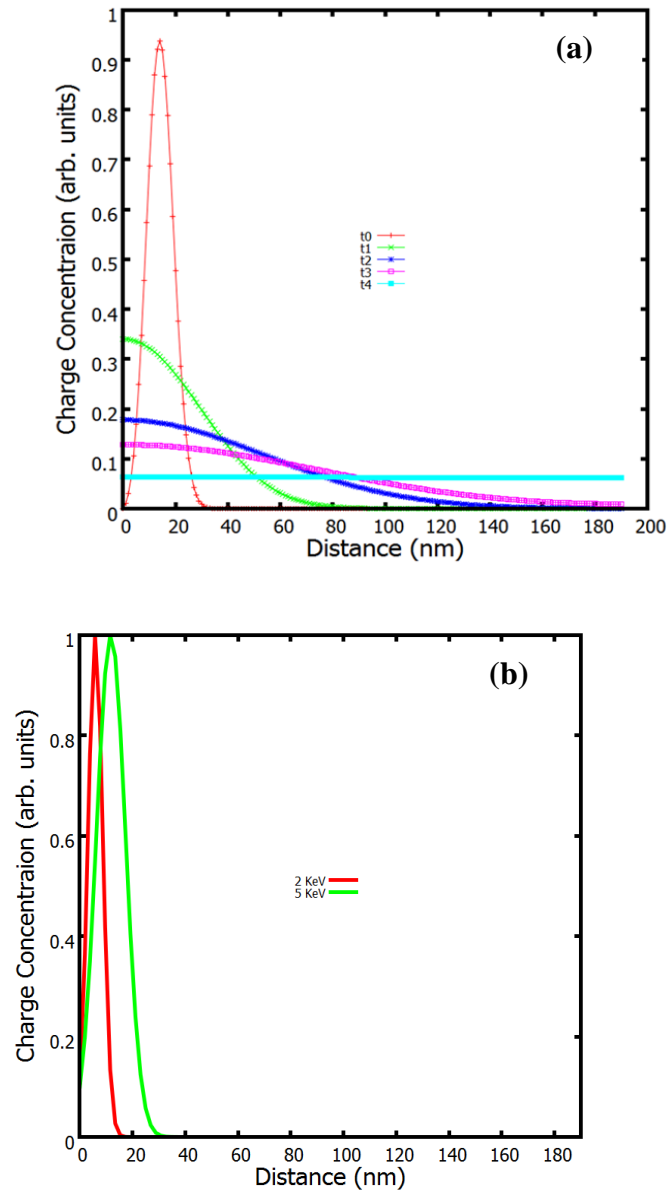 (a)
Charge Concentraion (arb. units)
1
0.9
0.8
0.7
0.6
0.5
0.4
0.3
0.2
0.1
0
t0
t1
t2
t3
t4
0 20 40 60 80 100 120 140 160 180 200
Distance (nm)
(b)
Charge Concentraion (arb. units)
1
0.8
0.6
0.4
0.2
0
2 KeV
5 KeV
0 20 40 60 80 100 120 140 160 180
Distance (nm)